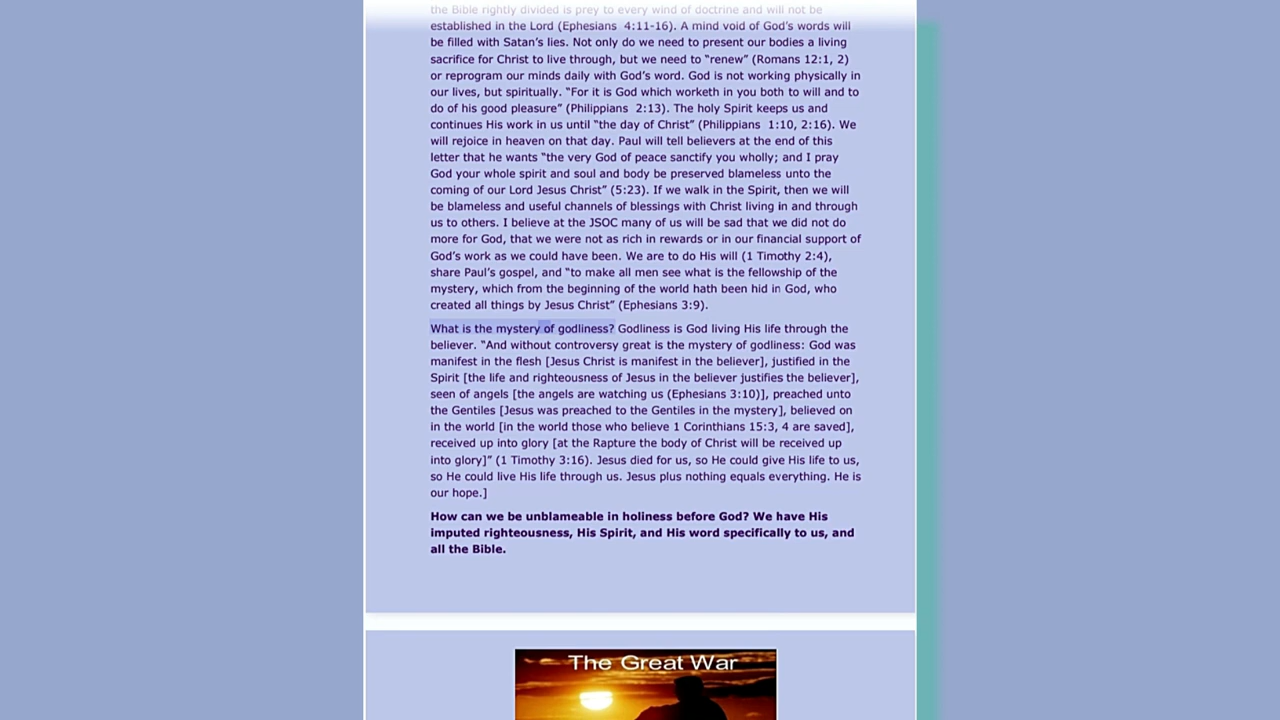 the Bible rightly divided is prey to every wind of doctrine and will not be
established in the Lord (Ephesians 4:11-16). A mind void of God's words will
be filled with Satan's lies. Not only do we need to present our bodies a living
sacrifice for Christ to live through, but we need to "renew" (Romans 12:1, 2)
or reprogram our minds daily with God's word. God is not working physically in
our lives, but spiritually. "For it is God which worketh in you both to will and to
do of his good pleasure" (Philippians 2:13). The holy Spirit keeps us and
continues His work in us until "the day of Christ" (Philippians 1:10, 2:16). We
will rejoice in heaven on that day. Paul will tell believers at the end of this
letter that he wants "the very God of peace sanctify you wholly; and I pray
God your whole spirit and soul and body be preserved blameless unto the
coming of our Lord Jesus Christ" (5:23). If we walk in the Spirit, then we will
be blameless and useful channels of blessings with Christ living in and through
us to others. I believe at the JSOC many of us will be sad that we did not do
more for God, that we were not as rich in rewards or in our financial support of
God's work as we could have been. We are to do His will (1 Timothy 2:4),
share Paul's gospel, and "to make all men see what is the fellowship of the
mystery, which from the beginning of the world hath been hid in God, who
created all things by Jesus Christ" (Ephesians 3:9).
What is the mystery of godliness? Godliness is God living His life through the
believer. "And without controversy great is the mystery of godliness: God was
manifest in the flesh [Jesus Christ is manifest in the believer], justified in the
Spirit [the life and righteousness of Jesus in the believer justifies the believer],
seen of angels [the angels are watching us (Ephesians 3:10)], preached unto
the Gentiles [Jesus was preached to the Gentiles in the mystery], believed on
in the world [in the world those who believe 1 Corinthians 15:3, 4 are saved],
received up into glory [at the Rapture the body of Christ will be received up
into glory]" (1 Timothy 3:16). Jesus died for us, so He could give His life to us,
so He could live His life through us. Jesus plus nothing equals everything. He is
our hope.]
How can we be unblameable in holiness before God? We have His
imputed righteousness, His Spirit, and His word specifically to us, and
all the Bible.
The Great War